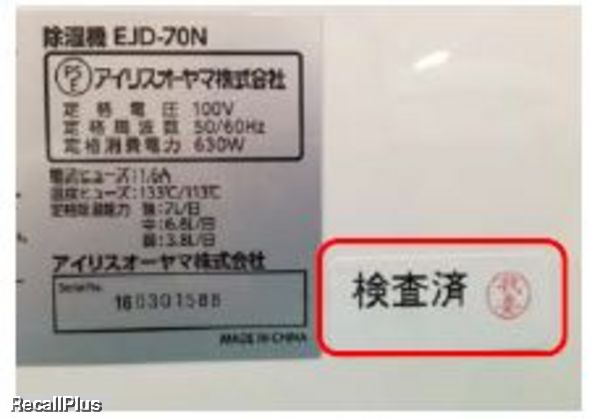 除湿機 EJD-70N
PSE アイリスオーヤマ株式会社
定格電圧 100V
定格周波数 50/60Hz
定格消費電力 630W
電流ヒューズ:1.6A
温度ヒューズ:133℃/113℃
定格除湿能力 強:7L/日
中:6.8L/日
弱:3.8L/日
アイリスオーヤマ株式会社
Serial No.
160301588
MADE IN CHINA
検査済
RecallPlus